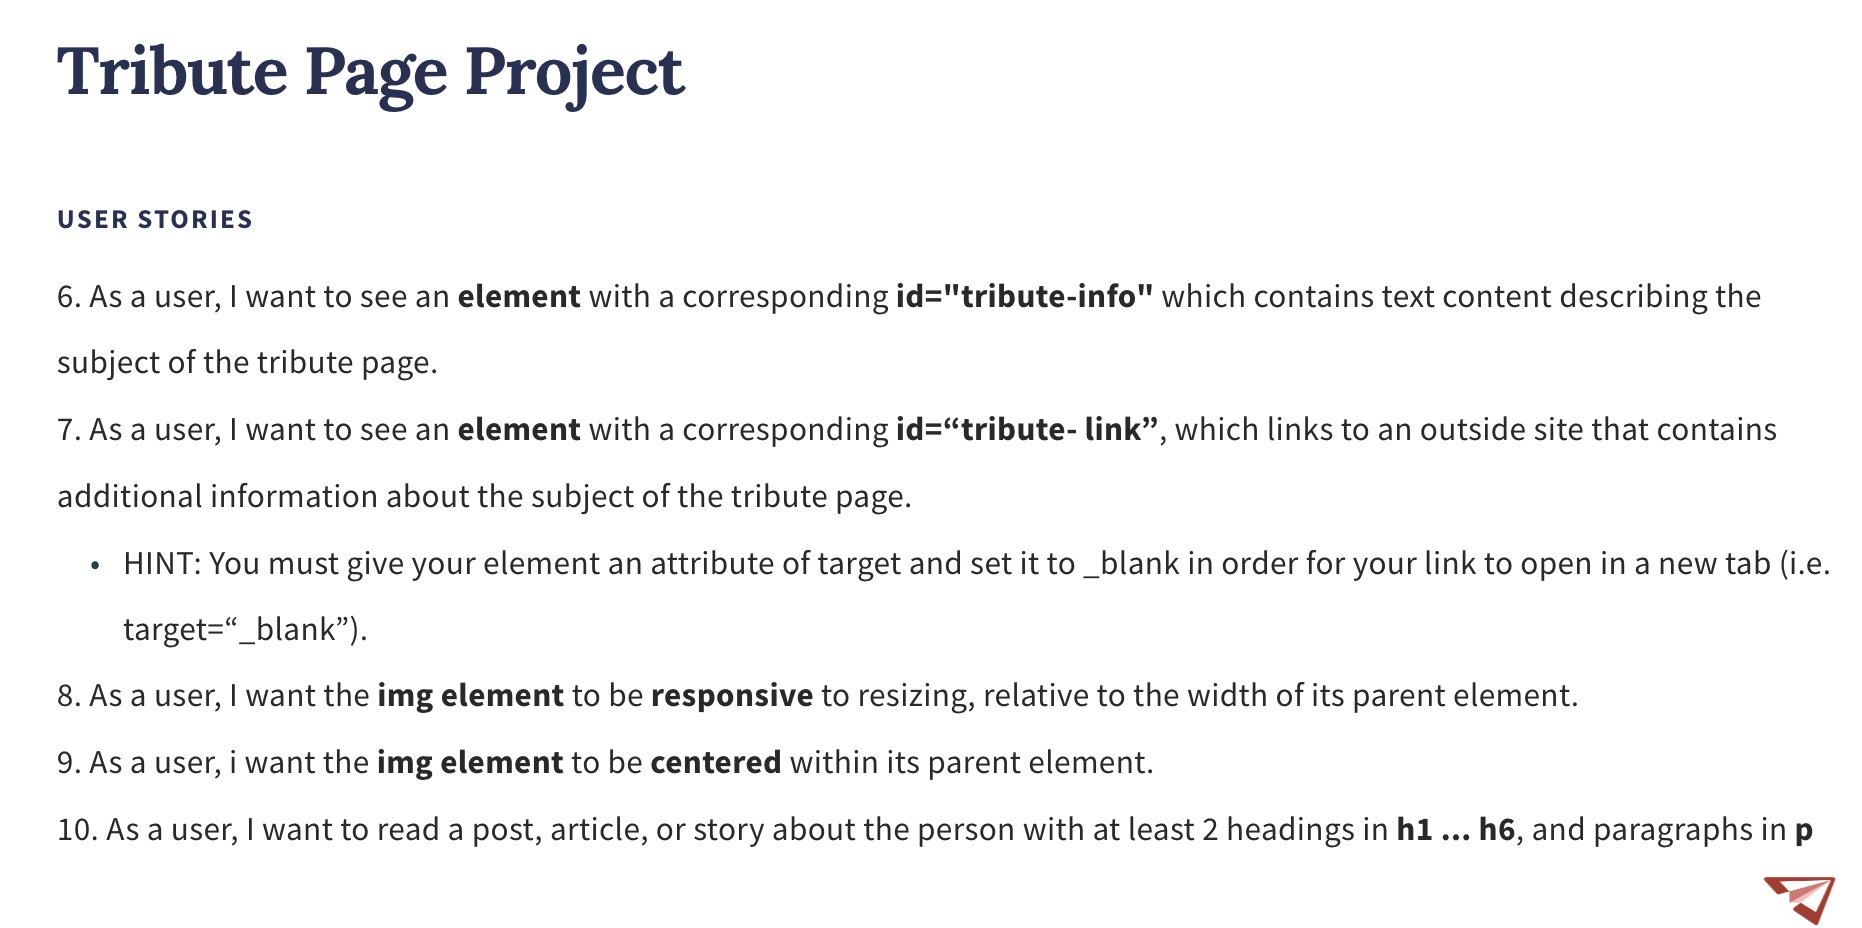 Tribute Page Project
USER STORIES
6. As a user, I want to see an element with a corresponding id="tribute-info" which contains text content describing the
subject of the tribute page.
7. As a user, I want to see an element with a corresponding id=“tribute- link”, which links to an outside site that contains
additional information about the subject of the tribute page.
• HINT: You must give your element an attribute of target and set it to _blank in order for your link to open in a new tab (i.e.
target=“_blank”).
8. As a user, I want the img element to be responsive to resizing, relative to the width of its parent element.
9. As a user, i want the img element to be centered within its parent element.
10. As a user, I want to read a post, article, or story about the person with at least 2 headings in h1 ... h6, and paragraphs in p